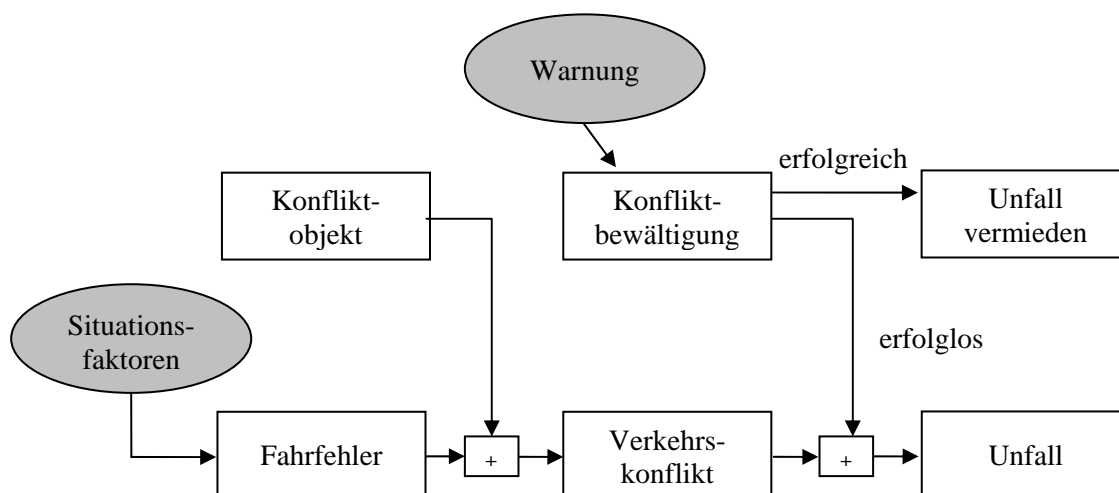 Warnung
erfolgreich
Konflikt-
objekt
Konflikt-
bewältigung
Unfall
vermieden
Situations-
faktoren
erfolglos
Fahrfehler
+
Verkehrs-
konflikt
+
Unfall